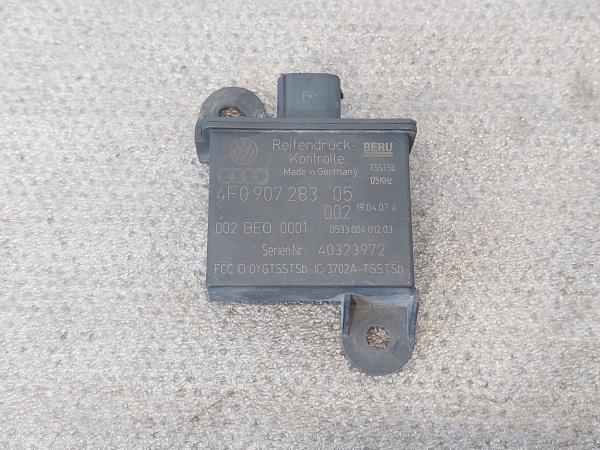 Reifendruck- BERU
Kontrolle TSSTSb
Made in Germany 125KHz
4F0 907 283 05
002 19.04.07 4
002 BEO 0001 0533.004.012.03
Serien Nr: 40323972
FCC ID OYGTSSTSb IC-3702A-TSSTSb